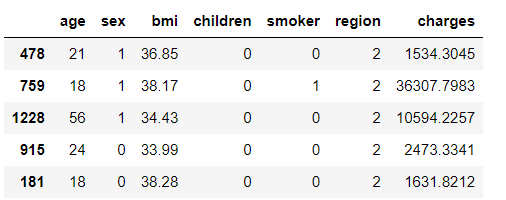 age sex bmi children smoker region charges
478 21 1 36.85 0 0 2 1534.3045
759 18 1 38.17 0 1 2 36307.7983
1228 56 1 34.43 0 0 2 10594.2257
915 24 0 33.99 0 0 2 2473.3341
181 18 0 38.28 0 0 2 1631.8212